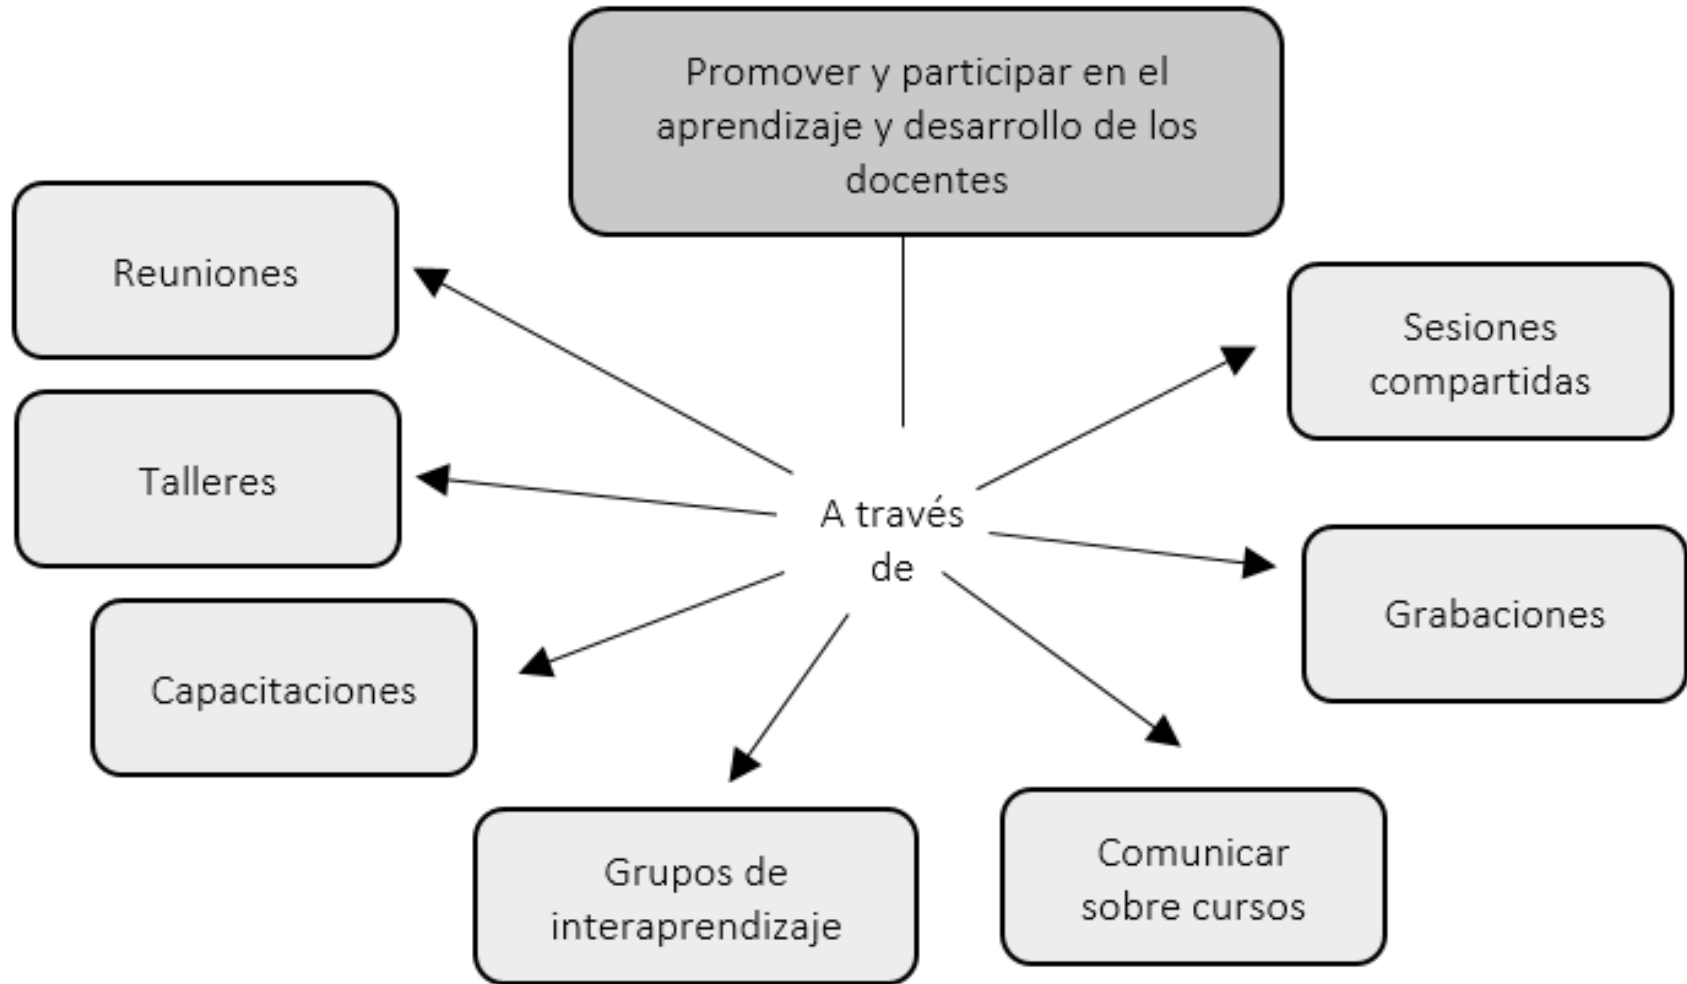 Promover y participar en el
aprendizaje y desarrollo de los
docentes
Reuniones
Sesiones
compartidas
Talleres
A través
de
Grabaciones
Capacitaciones
Grupos de
interaprendizaje
Comunicar
sobre cursos